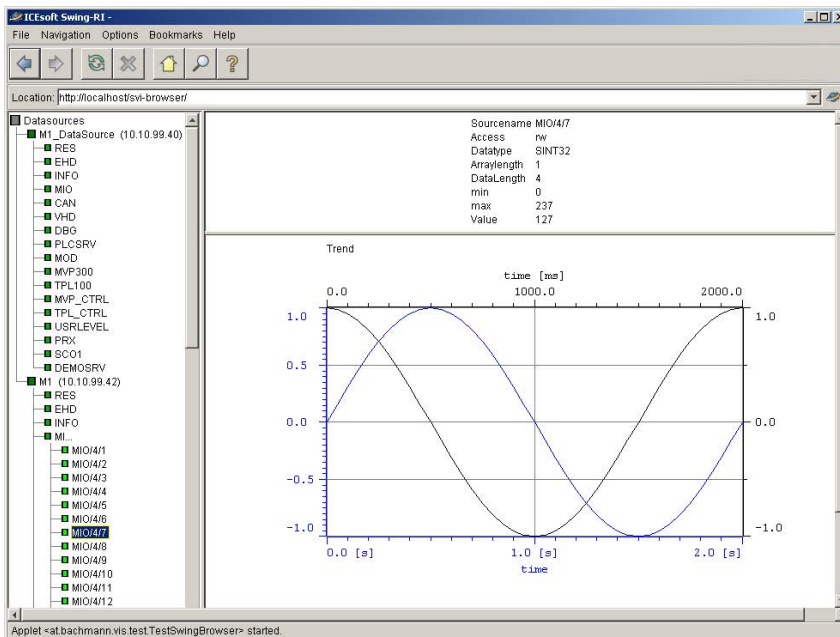 ICEsoft Swing-RI -
File Navigation Options Bookmarks Help
Location: http://localhost/svi-browser/
Datasources
M1_DataSource (10.10.99.40)
RES
EHD
INFO
MIO
CAN
VHD
DBG
PLCSRV
MOD
MVP300
TPL100
MVP_CTRL
TPL_CTRL
USRLEVEL
PRX
SCO1
DEMOSRV
M1 (10.10.99.42)
RES
EHD
INFO
MI...
MIO/4/1
MIO/4/2
MIO/4/3
MIO/4/4
MIO/4/5
MIO/4/6
MIO/4/7
MIO/4/8
MIO/4/9
MIO/4/10
MIO/4/11
MIO/4/12
Sourcename MIO/4/7
Access rw
Datatype SINT32
Arraylength 1
DataLength 4
min 0
max 237
Value 127
Trend
time [ms]
0.0 1000.0 2000.0
1.0 1.0
0.5
0.0 0.0
-0.5
-1.0 -1.0
0.0 [s] 1.0 [s] 2.0 [s]
time
Applet <at.bachmann.vis.test.TestSwingBrowser> started.